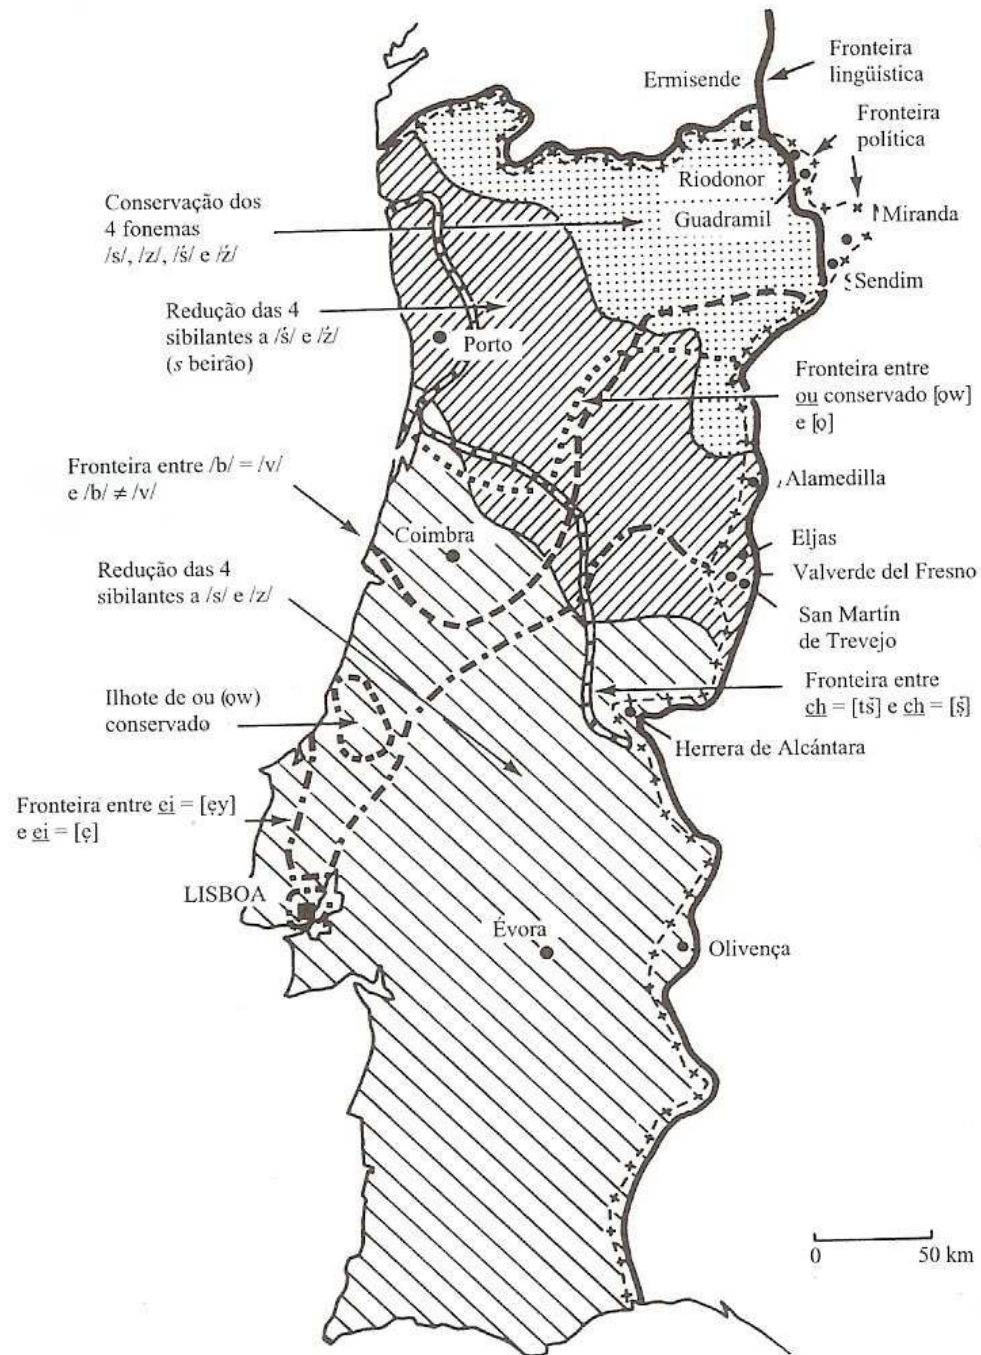 Fronteira
lingüística
Ermisende
Fronteira
política
Riodonor
Guadramil
Miranda
Sendim
Conservação dos
4 fonemas
/s/, /z/, /ś/ e /ź/
Redução das 4
sibilantes a /ś/ e /ź/
(s beirão)
Porto
Fronteira entre
ou conservado [ọw]
e [ọ]
Fronteira entre /b/ = /v/
e /b/ ≠ /v/
Alamedilla
Coimbra
Eljas
Valverde del Fresno
Redução das 4
sibilantes a /s/ e /z/
San Martín
de Trevejo
Ilhote de ou (ọw)
conservado
Fronteira entre
ch = [tš] e ch = [š]
Herrera de Alcántara
Fronteira entre ei = [ẹy]
e ei = [ẹ]
LISBOA
Évora
Olivença
0 50 km